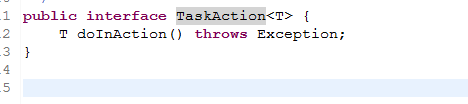 1 public interface TaskAction<T> {
2     T doInAction() throws Exception;
3 }
4
5